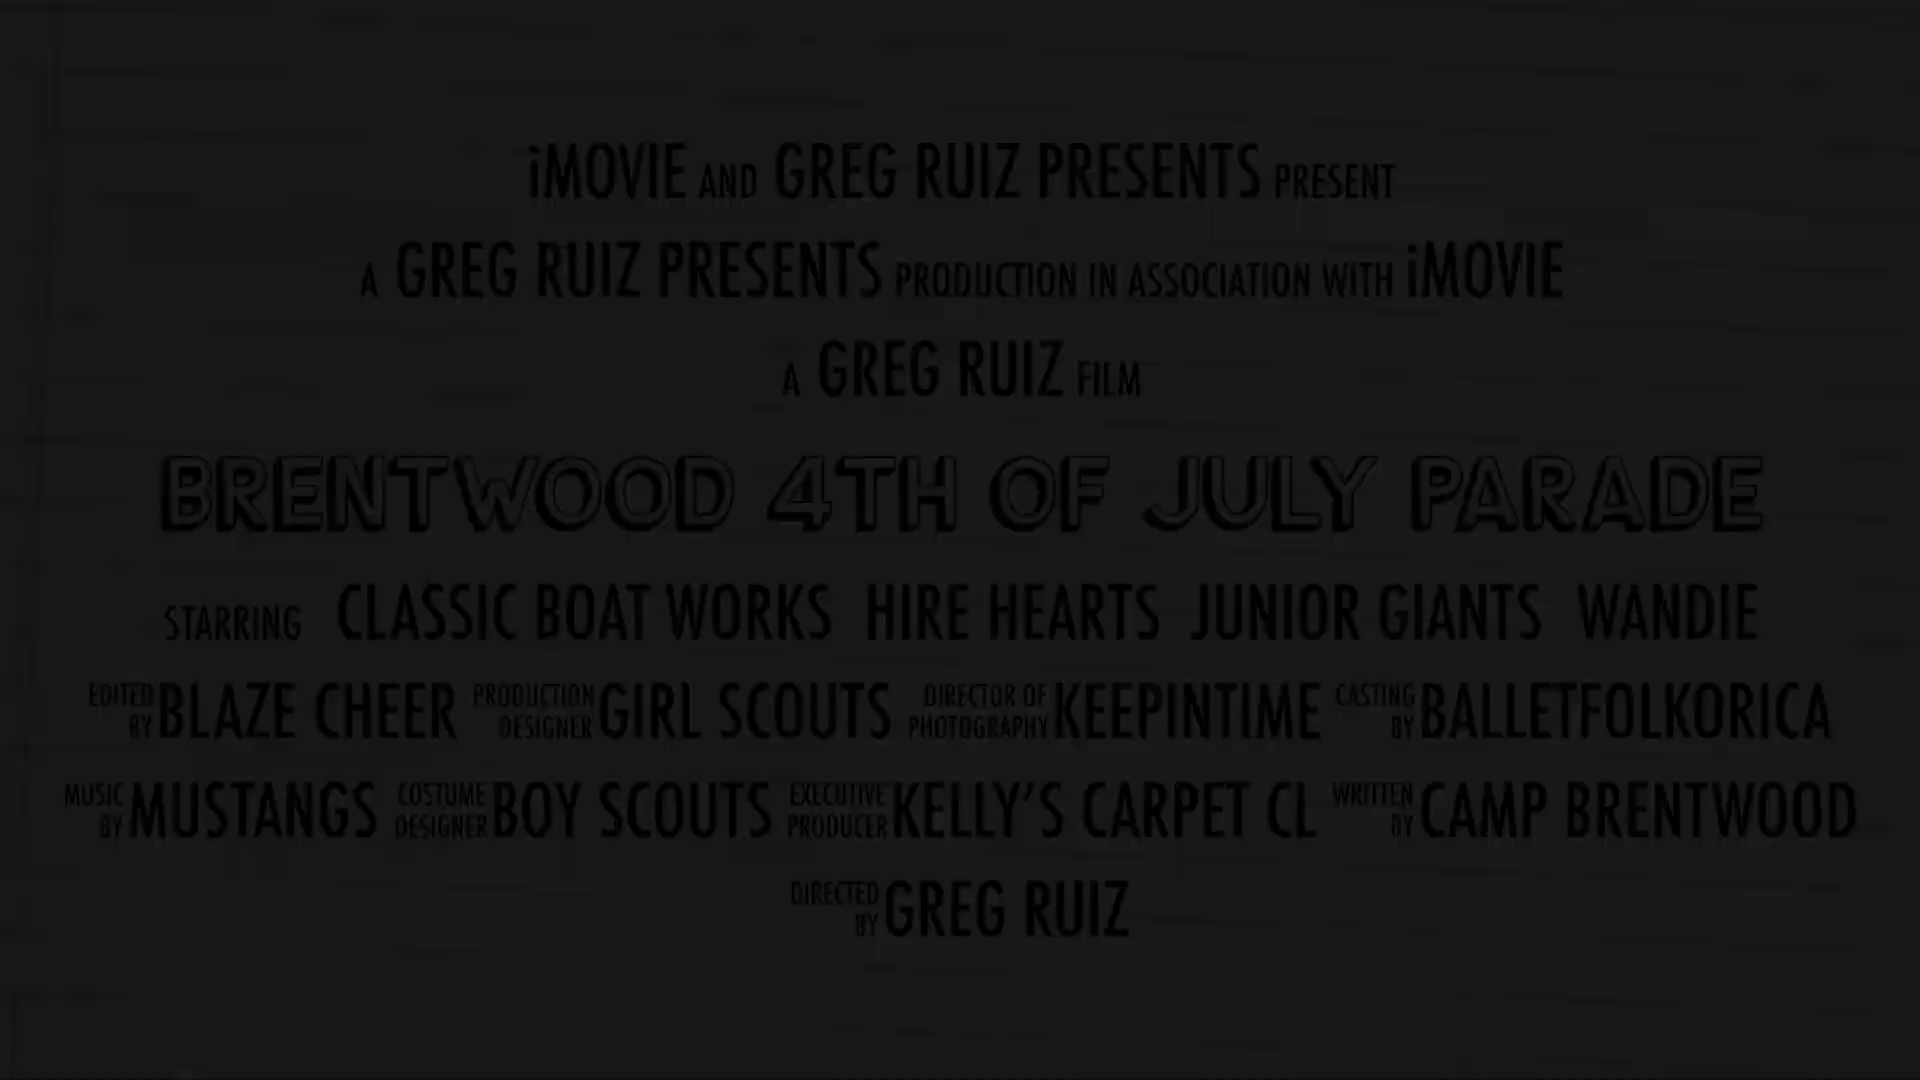 iMOVIE AND GREG RUIZ PRESENTS PRESENT
A GREG RUIZ PRESENTS PRODUCTION IN ASSOCIATION WITH iMOVIE
A GREG RUIZ FILM
BRENTWOOD 4TH OF JULY PARADE
STARRING CLASSIC BOAT WORKS HIRE HEARTS JUNIOR GIANTS WANDIE
EDITED BY BLAZE CHEER PRODUCTION DESIGNER GIRL SCOUTS DIRECTOR OF PHOTOGRAPHY KEEPINTIME CASTING BY BALLETFOLKORICA
MUSIC BY MUSTANGS COSTUME DESIGNER BOY SCOUTS EXECUTIVE PRODUCER KELLY'S CARPET CL WRITTEN BY CAMP BRENTWOOD
DIRECTED BY GREG RUIZ